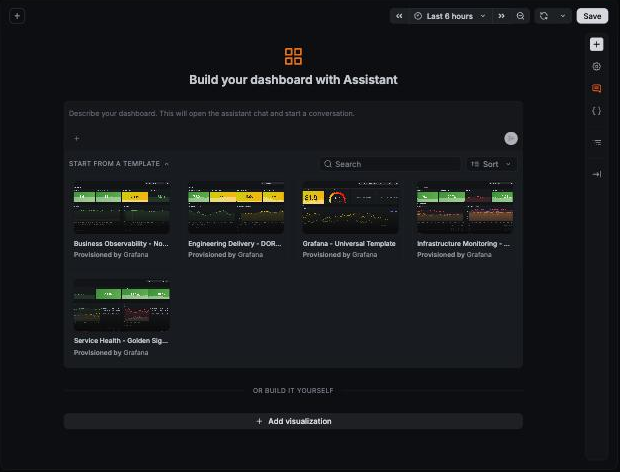 Last 6 hours
Save
Build your dashboard with Assistant
Describe your dashboard. This will open the assistant chat and start a conversation.
START FROM A TEMPLATE
Search
Sort
Business Observability - No...
Provisioned by Grafana
Engineering Delivery - DOR...
Provisioned by Grafana
Grafana - Universal Template
Provisioned by Grafana
Infrastructure Monitoring - ...
Provisioned by Grafana
Service Health - Golden Sig...
Provisioned by Grafana
OR BUILD IT YOURSELF
Add visualization